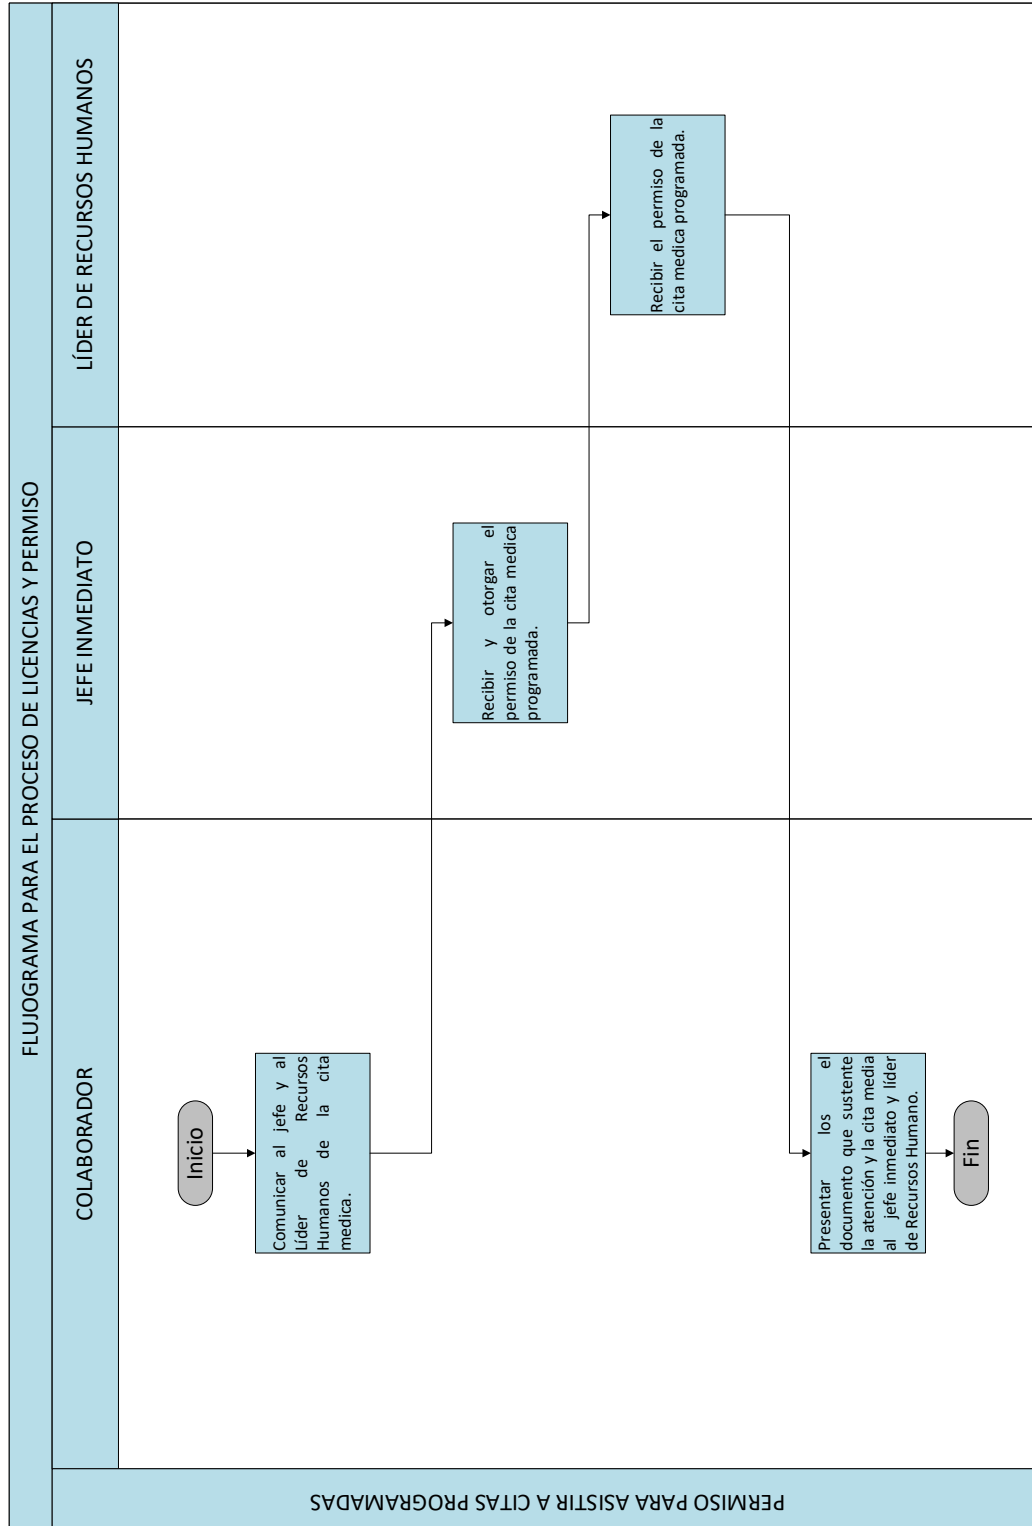 FLUJOGRAMA PARA EL PROCESO DE LICENCIAS Y PERMISO
COLABORADOR
JEFE INMEDIATO
LÍDER DE RECURSOS HUMANOS
PERMISO PARA ASISTIR A CITAS PROGRAMADAS
Inicio
Comunicar al jefe y al
Líder de Recursos
Humanos de la cita
medica.
Recibir y otorgar el
permiso de la cita medica
programada.
Recibir el permiso de la
cita medica programada.
Presentar los el
documento que sustente
la atención y la cita media
al jefe inmediato y líder
de Recursos Humano.
Fin